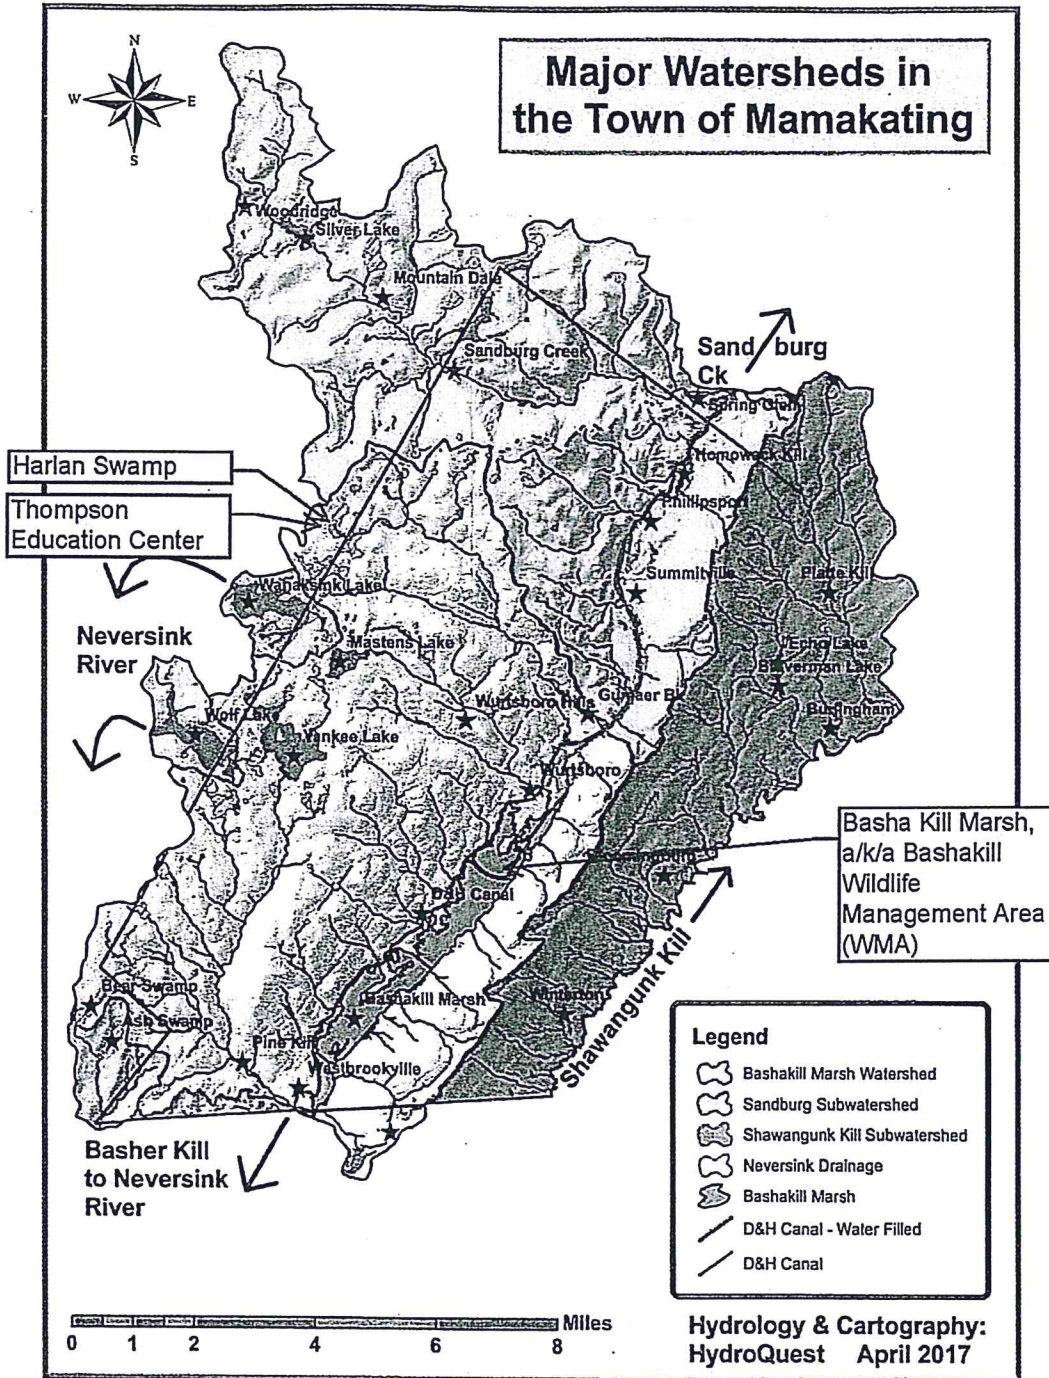 N
W E
S
Major Watersheds in
the Town of Mamakating
Woodridge
Silver Lake
Mountain Dale
Sandburg Creek
Sand burg
Ck
Spring Glen
Homowack Kill
Phillipsport
Harlan Swamp
Thompson
Education Center
Summitville
Platte Kill
Wanaksink Lake
Neversink
River
Mastens Lake
Echo Lake
Wurtsboro Hills
Gumaer Bk
Burlingham
Wolf Lake
Yankee Lake
Wurtsboro
Basha Kill Marsh,
a/k/a Bashakill
Wildlife
Management Area
(WMA)
D&H Canal
Shawangunk Kill
Bear Swamp
Ash Swamp
Bashakill Marsh
Winterton
Pine Kill
Westbrookville
Basher Kill
to Neversink
River
Legend
Bashakill Marsh Watershed
Sandburg Subwatershed
Shawangunk Kill Subwatershed
Neversink Drainage
Bashakill Marsh
D&H Canal - Water Filled
D&H Canal
Miles
0 1 2 4 6 8
Hydrology & Cartography:
HydroQuest April 2017